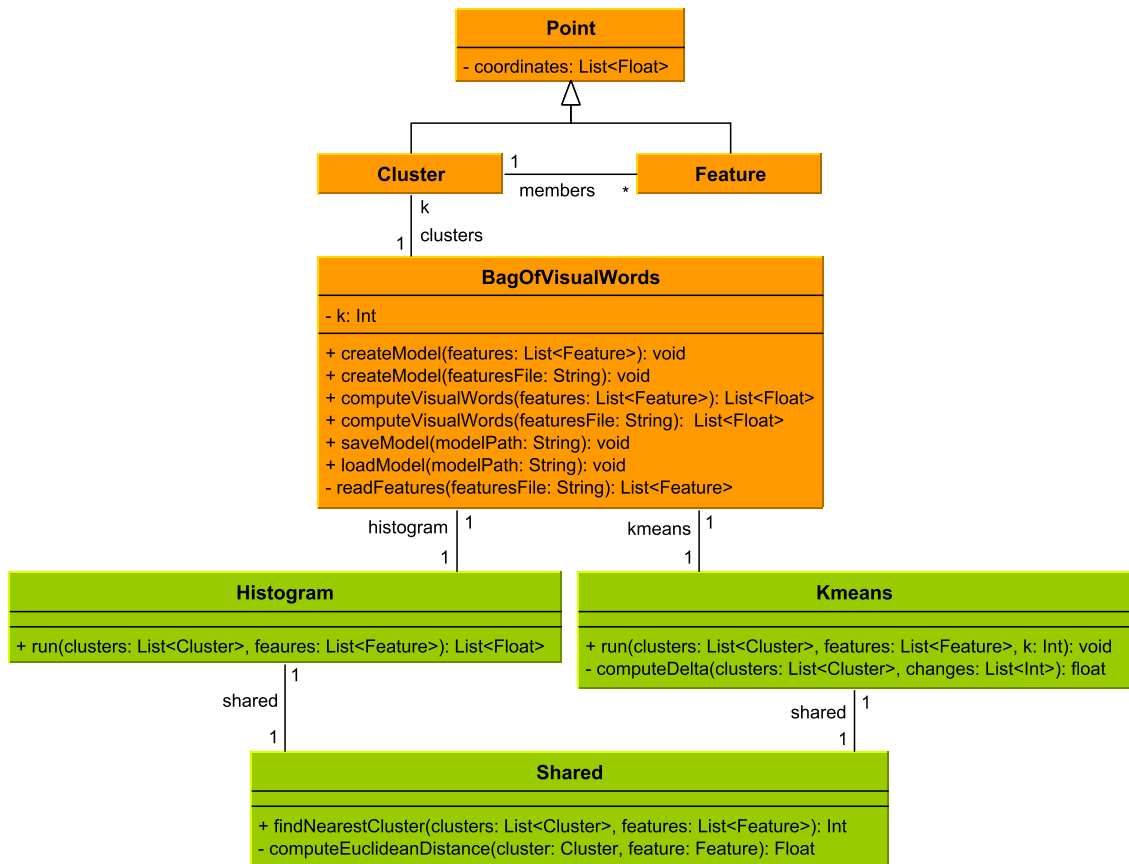 Point
- coordinates: List<Float>
Cluster
1
members
*
Feature
k
clusters
1
BagOfVisualWords
- k: Int
+ createModel(features: List<Feature>): void
+ createModel(featuresFile: String): void
+ computeVisualWords(features: List<Feature>): List<Float>
+ computeVisualWords(featuresFile: String): List<Float>
+ saveModel(modelPath: String): void
+ loadModel(modelPath: String): void
- readFeatures(featuresFile: String): List<Feature>
histogram
1
1
kmeans
1
1
Histogram
+ run(clusters: List<Cluster>, feaures: List<Feature>): List<Float>
Kmeans
+ run(clusters: List<Cluster>, features: List<Feature>, k: Int): void
- computeDelta(clusters: List<Cluster>, changes: List<Int>): float
1
shared
1
1
shared
1
Shared
+ findNearestCluster(clusters: List<Cluster>, features: List<Feature>): Int
- computeEuclideanDistance(cluster: Cluster, feature: Feature): Float